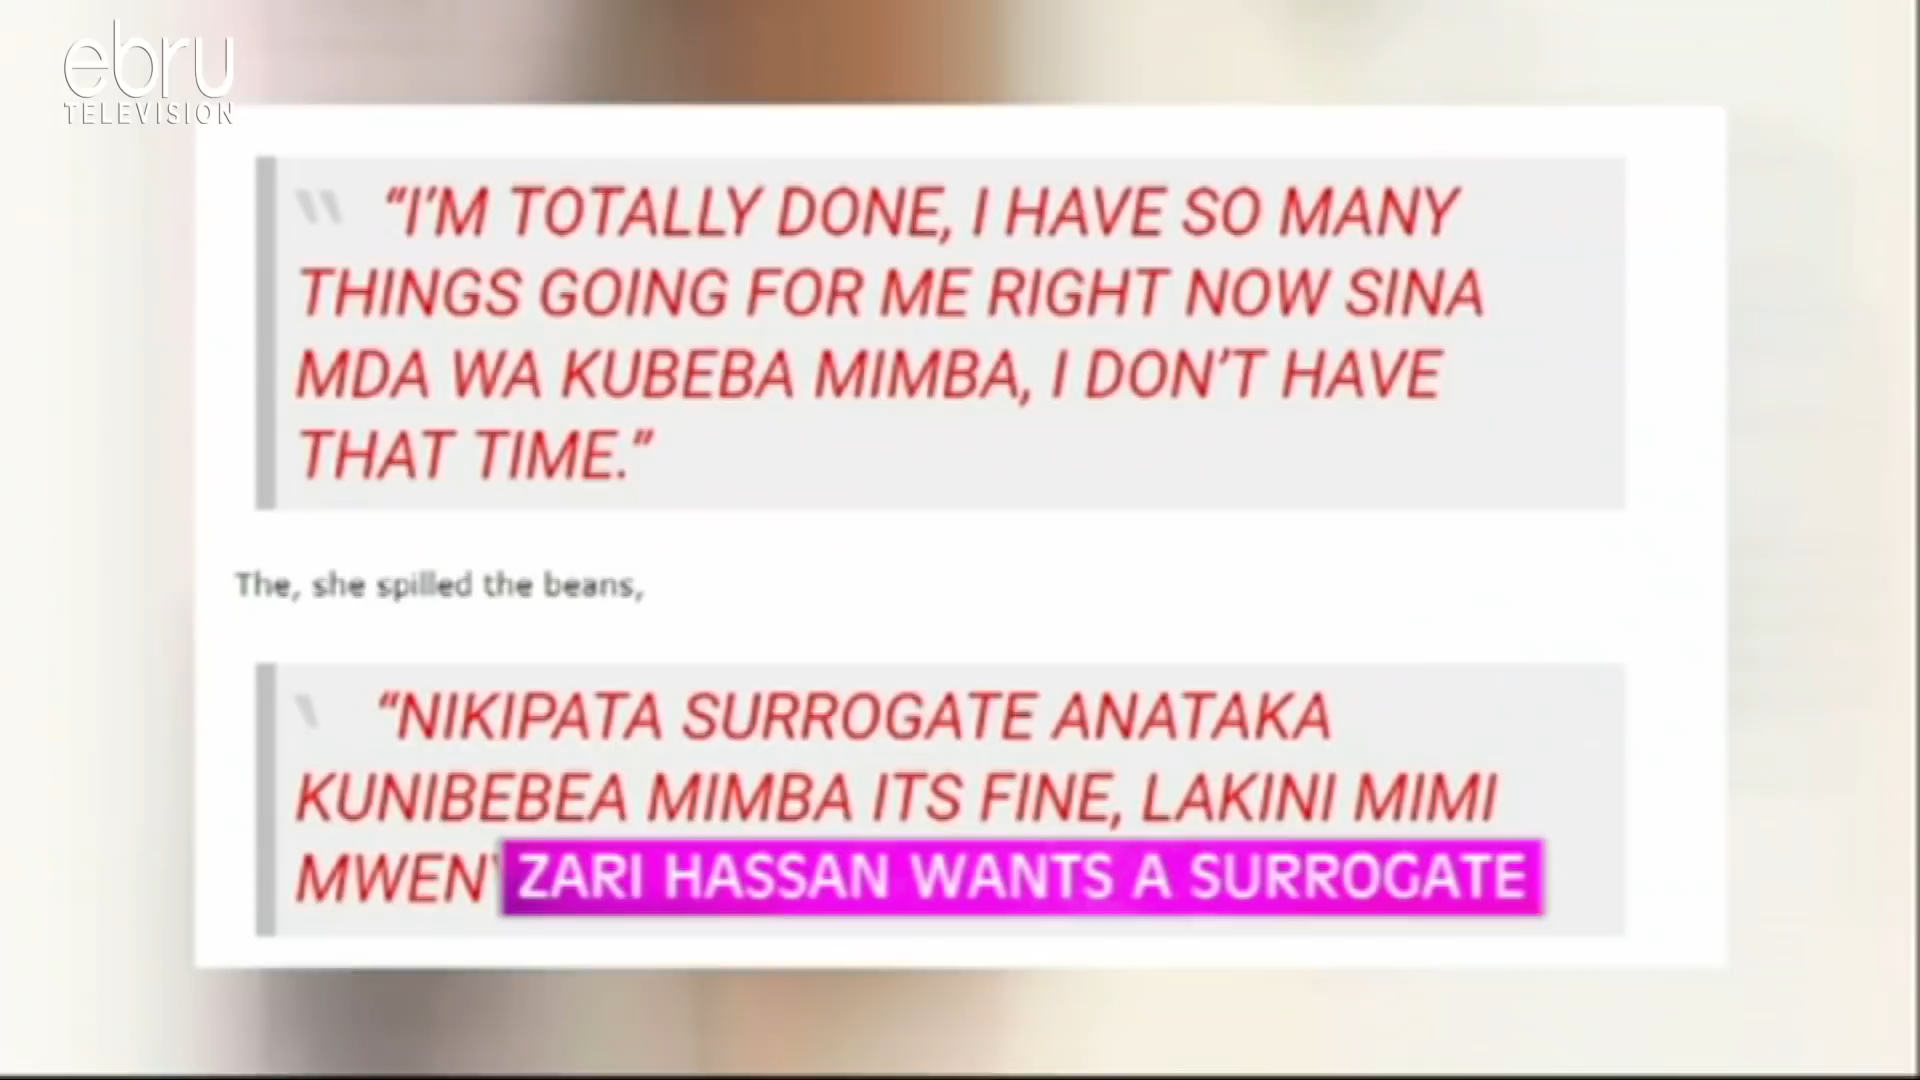 ebru
TELEVISION
“I’M TOTALLY DONE, I HAVE SO MANY
THINGS GOING FOR ME RIGHT NOW SINA
MDA WA KUBEBA MIMBA, I DON’T HAVE
THAT TIME.”
The, she spilled the beans,
“NIKIPATA SURROGATE ANATAKA
KUNIBEBEA MIMBA ITS FINE, LAKINI MIMI
ZARI HASSAN WANTS A SURROGATE